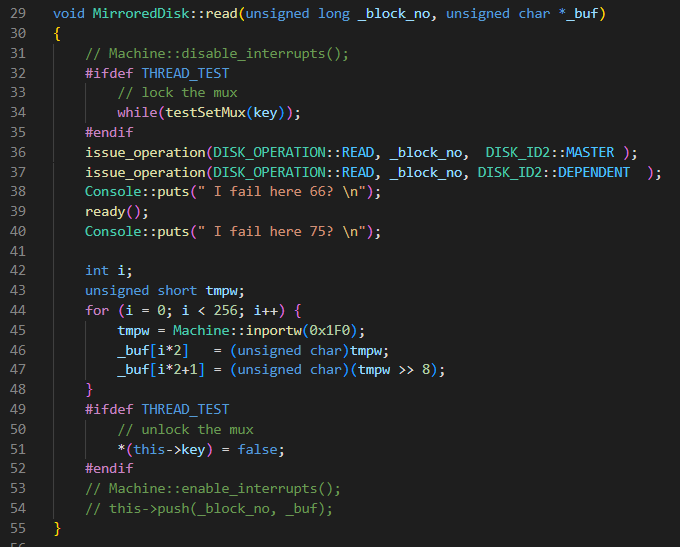 29 void MirroredDisk::read(unsigned long _block_no, unsigned char *_buf)
30 {
31     // Machine::disable_interrupts();
32     #ifdef THREAD_TEST
33         // lock the mux
34         while(testSetMux(key));
35     #endif
36     issue_operation(DISK_OPERATION::READ, _block_no,  DISK_ID2::MASTER );
37     issue_operation(DISK_OPERATION::READ, _block_no, DISK_ID2::DEPENDENT  );
38     Console::puts(" I fail here 66? \n");
39     ready();
40     Console::puts(" I fail here 75? \n");
41
42     int i;
43     unsigned short tmpw;
44     for (i = 0; i < 256; i++) {
45         tmpw = Machine::inportw(0x1F0);
46         _buf[i*2]   = (unsigned char)tmpw;
47         _buf[i*2+1] = (unsigned char)(tmpw >> 8);
48     }
49     #ifdef THREAD_TEST
50         // unlock the mux
51         *(this->key) = false;
52     #endif
53     // Machine::enable_interrupts();
54     // this->push(_block_no, _buf);
55 }